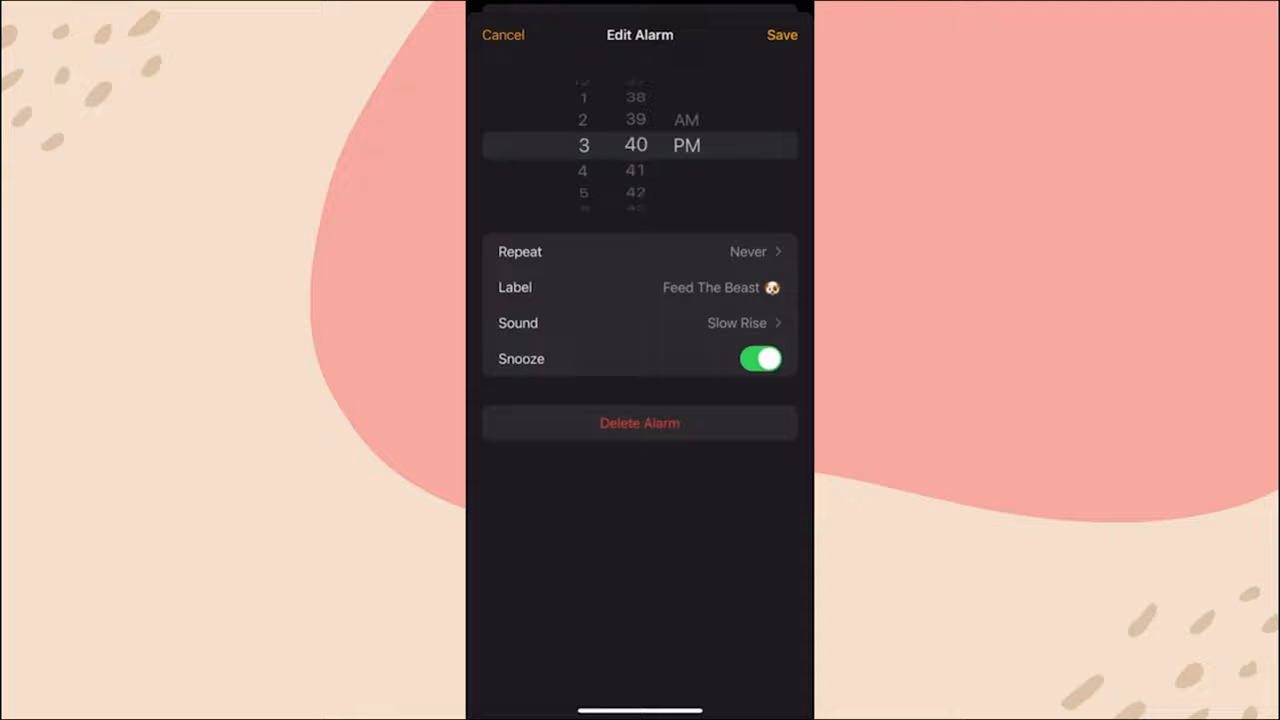 Cancel Edit Alarm Save
1 38
2 39 AM
3 40 PM
4 41
5 42
Repeat Never
Label Feed The Beast 🐶
Sound Slow Rise
Snooze
Delete Alarm